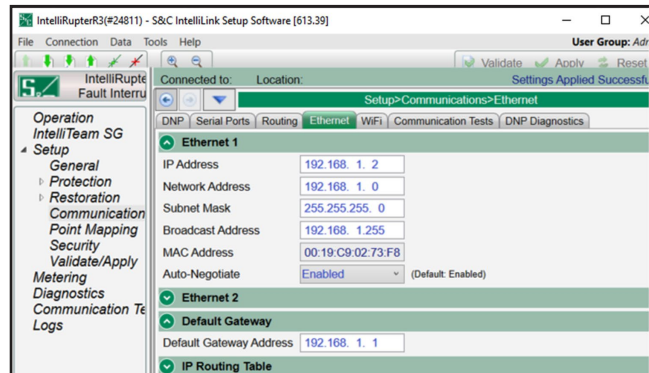 IntelliRupterR3(#24811) - S&C IntelliLink Setup Software [613.39]
File Connection Data Tools Help User Group: Adr
Validate Apply Reset
IntelliRupte Connected to: Location: Settings Applied Successfu
Fault Interru
Setup>Communications>Ethernet
DNP Serial Ports Routing Ethernet WiFi Communication Tests DNP Diagnostics
Operation
IntelliTeam SG
Setup
General
Protection
Restoration
Communication
Point Mapping
Security
Validate/Apply
Metering
Diagnostics
Communication Te
Logs
Ethernet 1
IP Address 192.168. 1. 2
Network Address 192.168. 1. 0
Subnet Mask 255.255.255. 0
Broadcast Address 192.168. 1.255
MAC Address 00:19:C9:02:73:F8
Auto-Negotiate Enabled (Default: Enabled)
Ethernet 2
Default Gateway
Default Gateway Address 192.168. 1. 1
IP Routing Table